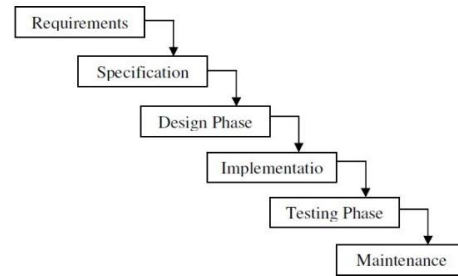 Requirements
Specification
Design Phase
Implementatio
Testing Phase
Maintenance